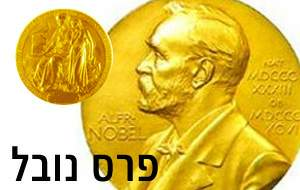 ALFR·
NOBEL
NAT·
MDCCC
XXXIII
OB·
MDCCC
XCVI
פרס נובל